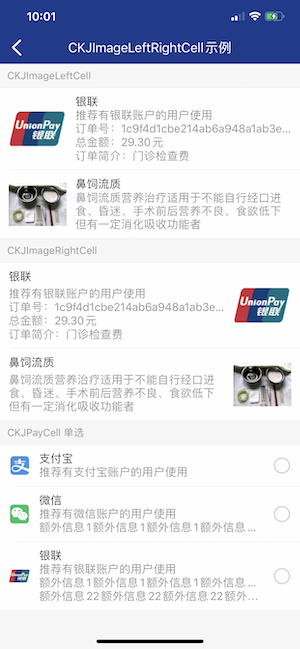 10:01
CKJImageLeftRightCell示例
CKJImageLeftCell
银联
推荐有银联账户的用户使用
订单号：1c9f4d1cbe214ab6a948a1ab3e...
总金额：29.30元
订单简介：门诊检查费
UnionPay
银联
鼻饲流质
鼻饲流质营养治疗适用于不能自行经口进
食、昏迷、手术前后营养不良、食欲低下
但有一定消化吸收功能者
CKJImageRightCell
银联
推荐有银联账户的用户使用
订单号：1c9f4d1cbe214ab6a948a1ab3e...
总金额：29.30元
订单简介：门诊检查费
UnionPay
银联
鼻饲流质
鼻饲流质营养治疗适用于不能自行经口进
食、昏迷、手术前后营养不良、食欲低下
但有一定消化吸收功能者
CKJPayCell 单选
支
支付宝
推荐有支付宝账户的用户使用
微信
推荐有微信账户的用户使用
额外信息1额外信息1额外信息1额外信息...
UnionPay
银联
银联
推荐有银联账户的用户使用
额外信息1额外信息1额外信息1额外信息...
额外信息22额外信息22额外信息22额外...